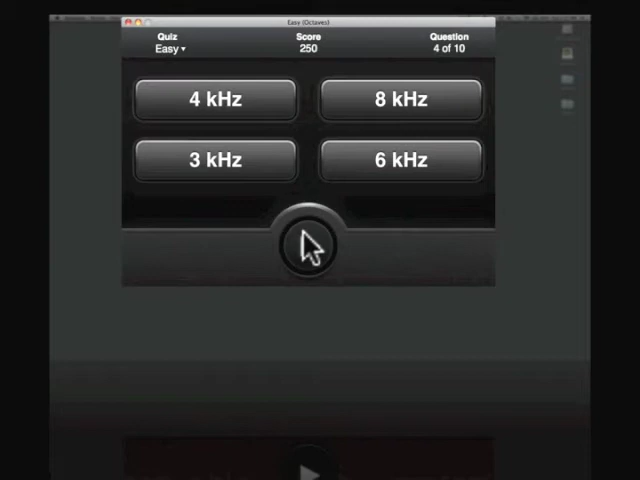 Easy (Octaves)
Quiz Score Question
Easy 250 4 of 10
4 kHz 8 kHz
3 kHz 6 kHz